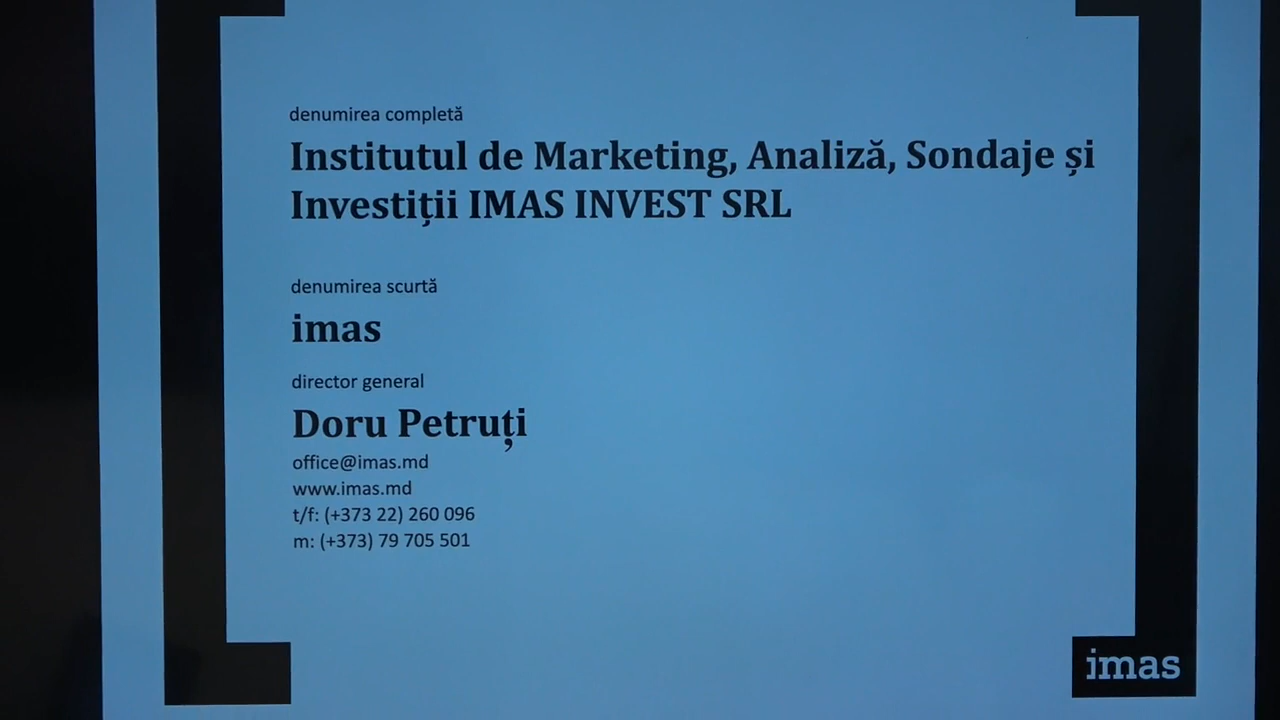 denumirea completă
Institutul de Marketing, Analiză, Sondaje și
Investiții IMAS INVEST SRL
denumirea scurtă
imas
director general
Doru Petruți
office@imas.md
www.imas.md
t/f: (+373 22) 260 096
m: (+373) 79 705 501
imas